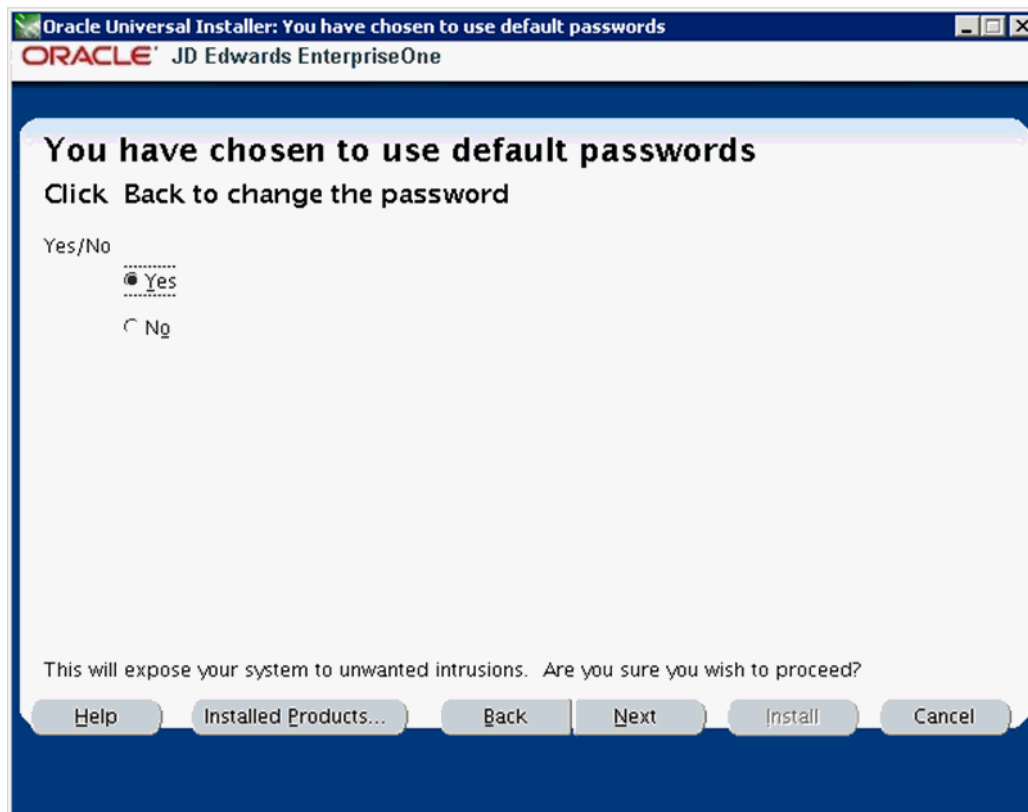 Oracle Universal Installer: You have chosen to use default passwords
ORACLE' JD Edwards EnterpriseOne
You have chosen to use default passwords
Click Back to change the password
Yes/No
Yes
No
This will expose your system to unwanted intrusions. Are you sure you wish to proceed?
Help Installed Products... Back Next Install Cancel